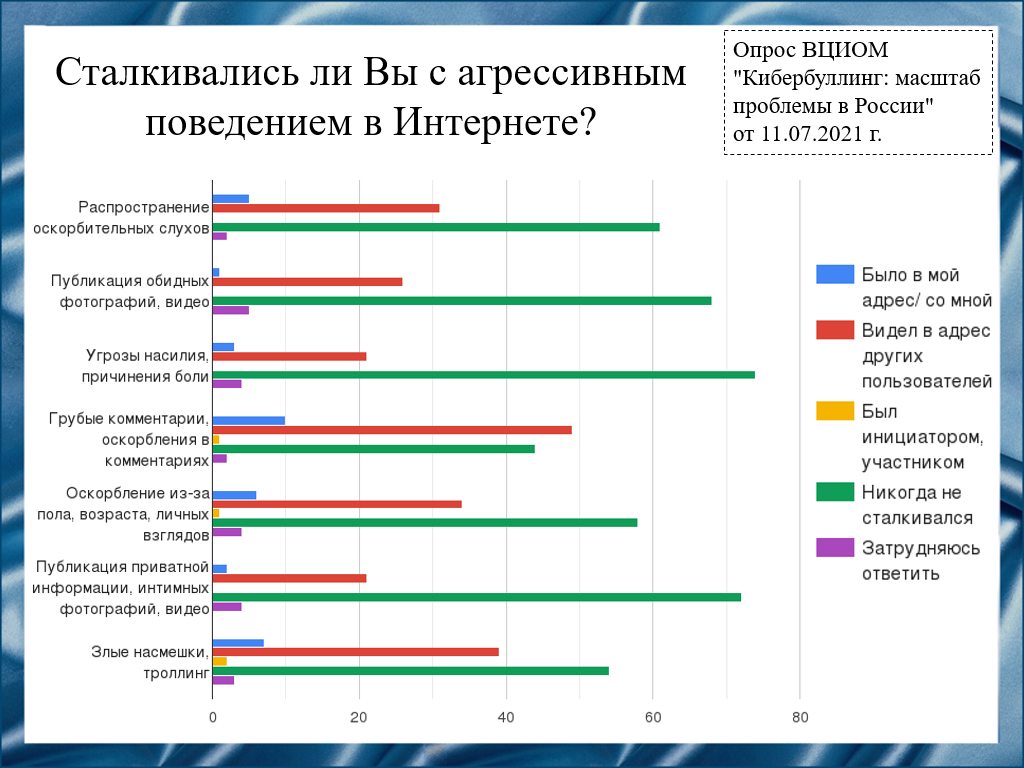 Сталкивались ли Вы с агрессивным
поведением в Интернете?
Опрос ВЦИОМ
"Кибербуллинг: масштаб
проблемы в России"
от 11.07.2021 г.
Распространение
оскорбительных слухов
Публикация обидных
фотографий, видео
Угрозы насилия,
причинения боли
Грубые комментарии,
оскорбления в
комментариях
Оскорбление из-за
пола, возраста, личных
взглядов
Публикация приватной
информации, интимных
фотографий, видео
Злые насмешки,
троллинг
0 20 40 60 80
Было в мой
адрес/ со мной
Видел в адрес
других
пользователей
Был
инициатором,
участником
Никогда не
сталкивался
Затрудняюсь
ответить